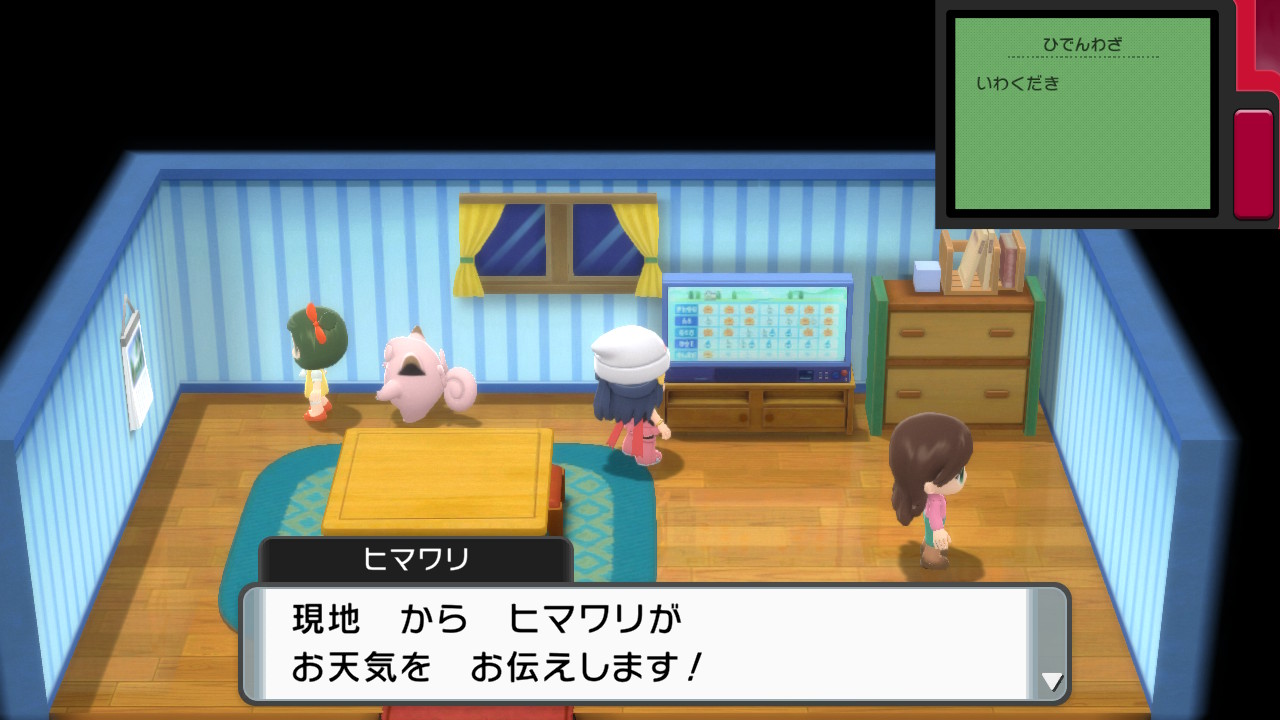 ひでんわざ
いわくだき
ヒマワリ
現地　から　ヒマワリが
お天気を　お伝えします！